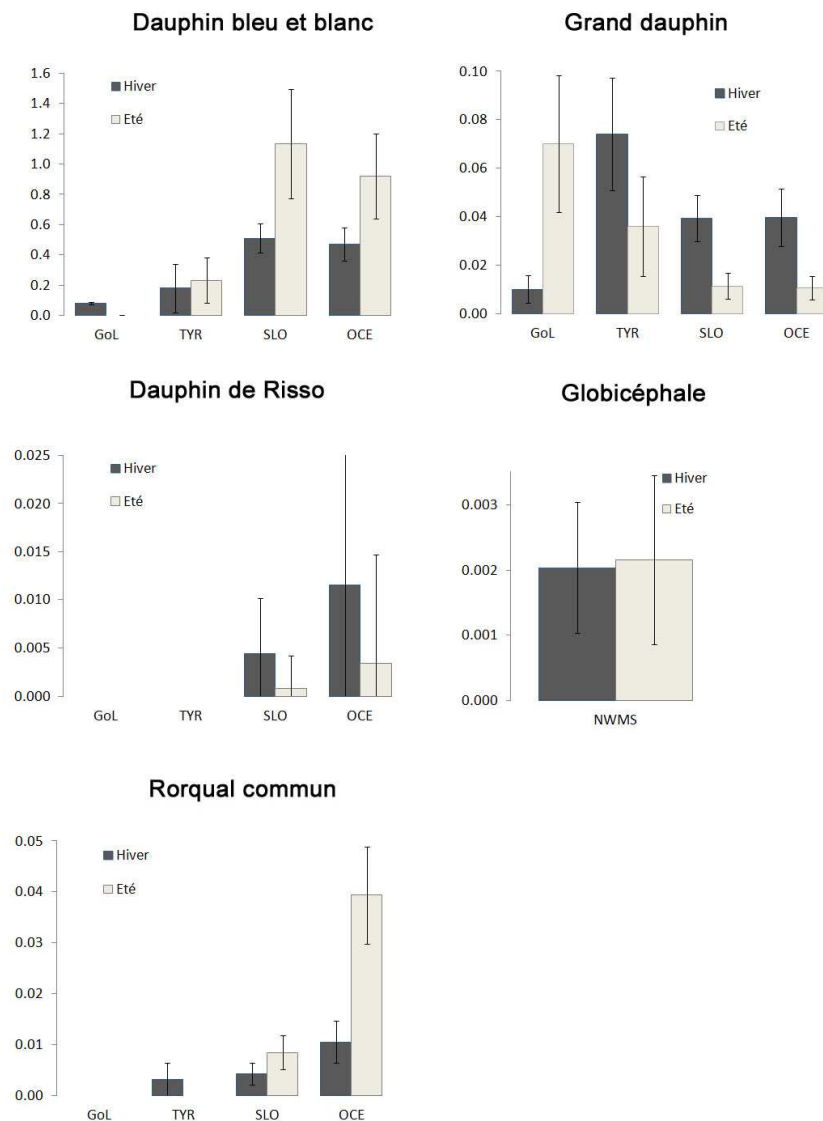 Dauphin bleu et blanc
1.6
1.4
1.2
1.0
0.8
0.6
0.4
0.2
0.0
Hiver
Eté
GoL TYR SLO OCE
Grand dauphin
0.10
0.08
0.06
0.04
0.02
0.00
Hiver
Eté
GoL TYR SLO OCE
Dauphin de Risso
0.025
0.020
0.015
0.010
0.005
0.000
Hiver
Eté
GoL TYR SLO OCE
Globicéphale
0.003
0.002
0.001
0.000
Hiver
Eté
NWMS
Rorqual commun
0.05
0.04
0.03
0.02
0.01
0.00
Hiver
Eté
GoL TYR SLO OCE